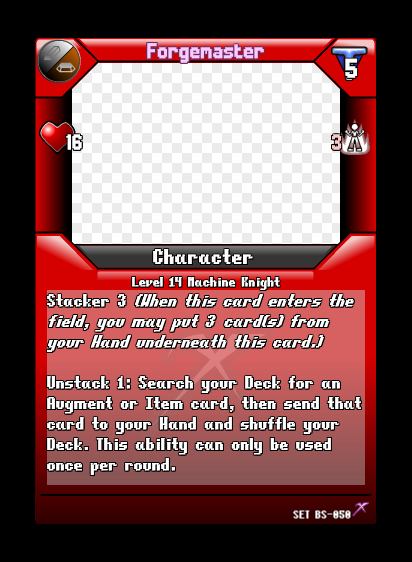 2
Forgemaster
5
16
3
Character
Level 14 Machine Knight
Stacker 3 (When this card enters the
field, you may put 3 card(s) from
your Hand underneath this card.)
Unstack 1: Search your Deck for an
Augment or Item card, then send that
card to your Hand and shuffle your
Deck. This ability can only be used
once per round.
SET BS-050